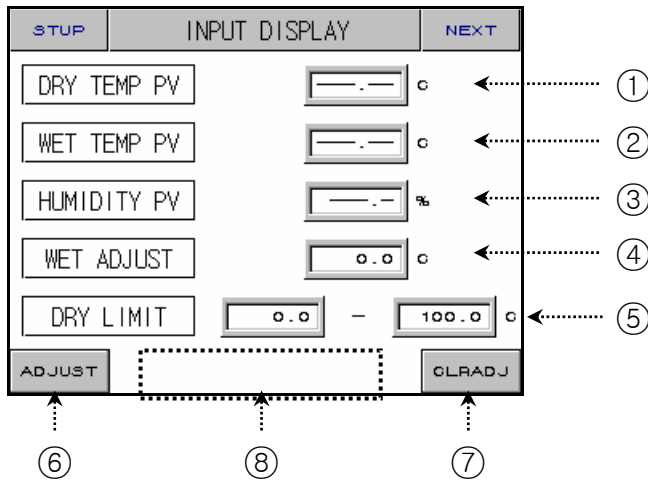 STUP INPUT DISPLAY NEXT
DRY TEMP PV ——.— C ①
WET TEMP PV ——.— C ②
HUMIDITY PV ——.- % ③
WET ADJUST 0.0 C ④
DRY LIMIT 0.0 – 100.0 C ⑤
ADJUST CLRADJ
⑥ ⑧ ⑦